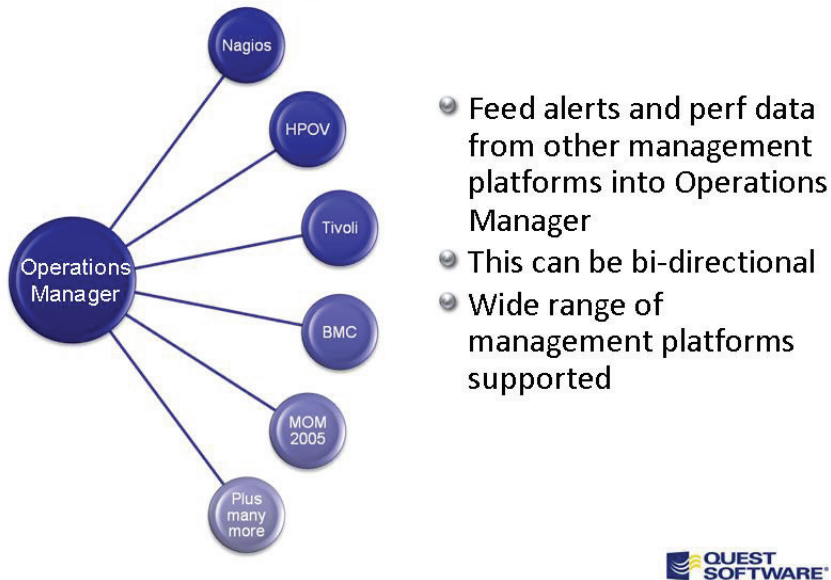 Nagios
HPOV
Tivoli
Operations
Manager
BMC
MOM
2005
Plus
many
more
Feed alerts and perf data
from other management
platforms into Operations
Manager
This can be bi-directional
Wide range of
management platforms
supported
QUEST
SOFTWARE®